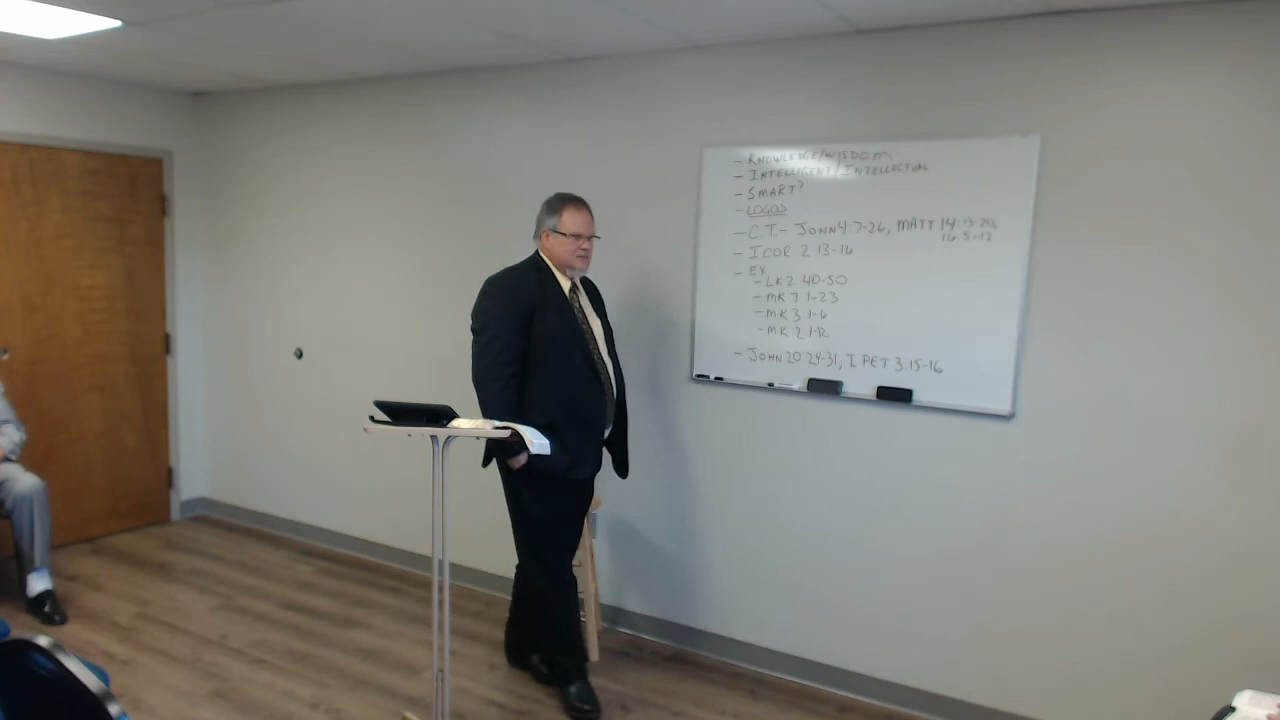 - KNOWLEDGE/WISDOM
- INTELLIGENT/INTELLECTUAL
- SMART?
- LOGOS
- C.T.- JOHN 4 7-26, MATT 14:13-20,
16 5-12
- I COR 2 13-16
- EX
- LK 2 40-50
- MK 7 1-23
- MK 3 1-6
- MK 2 1-12
- JOHN 20 24-31, I PET 3.15-16